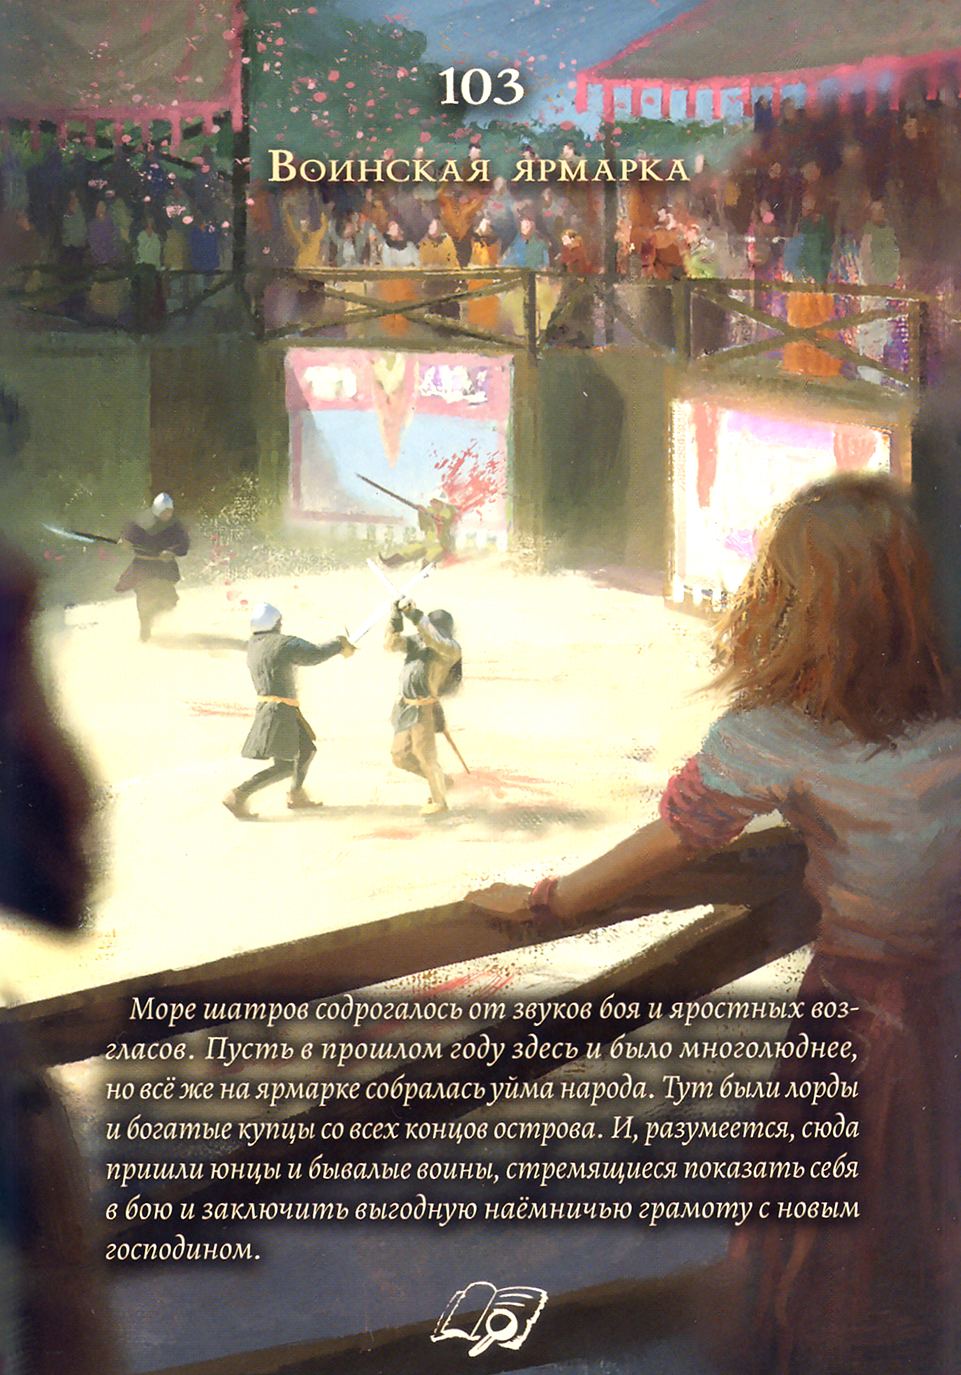 103
Воинская ярмарка
Море шатров содрогалось от звуков боя и яростных воз-
гласов. Пусть в прошлом году здесь и было многолюднее,
но всё же на ярмарке собралась уйма народа. Тут были лорды
и богатые купцы со всех концов острова. И, разумеется, сюда
пришли юнцы и бывалые воины, стремящиеся показать себя
в бою и заключить выгодную наёмничью грамоту с новым
господином.